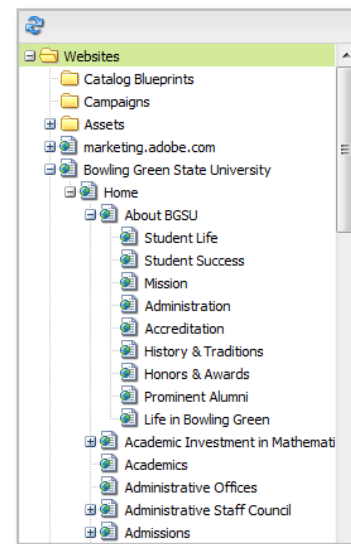 Websites
Catalog Blueprints
Campaigns
Assets
marketing.adobe.com
Bowling Green State University
Home
About BGSU
Student Life
Student Success
Mission
Administration
Accreditation
History & Traditions
Honors & Awards
Prominent Alumni
Life in Bowling Green
Academic Investment in Mathemati
Academics
Administrative Offices
Administrative Staff Council
Admissions